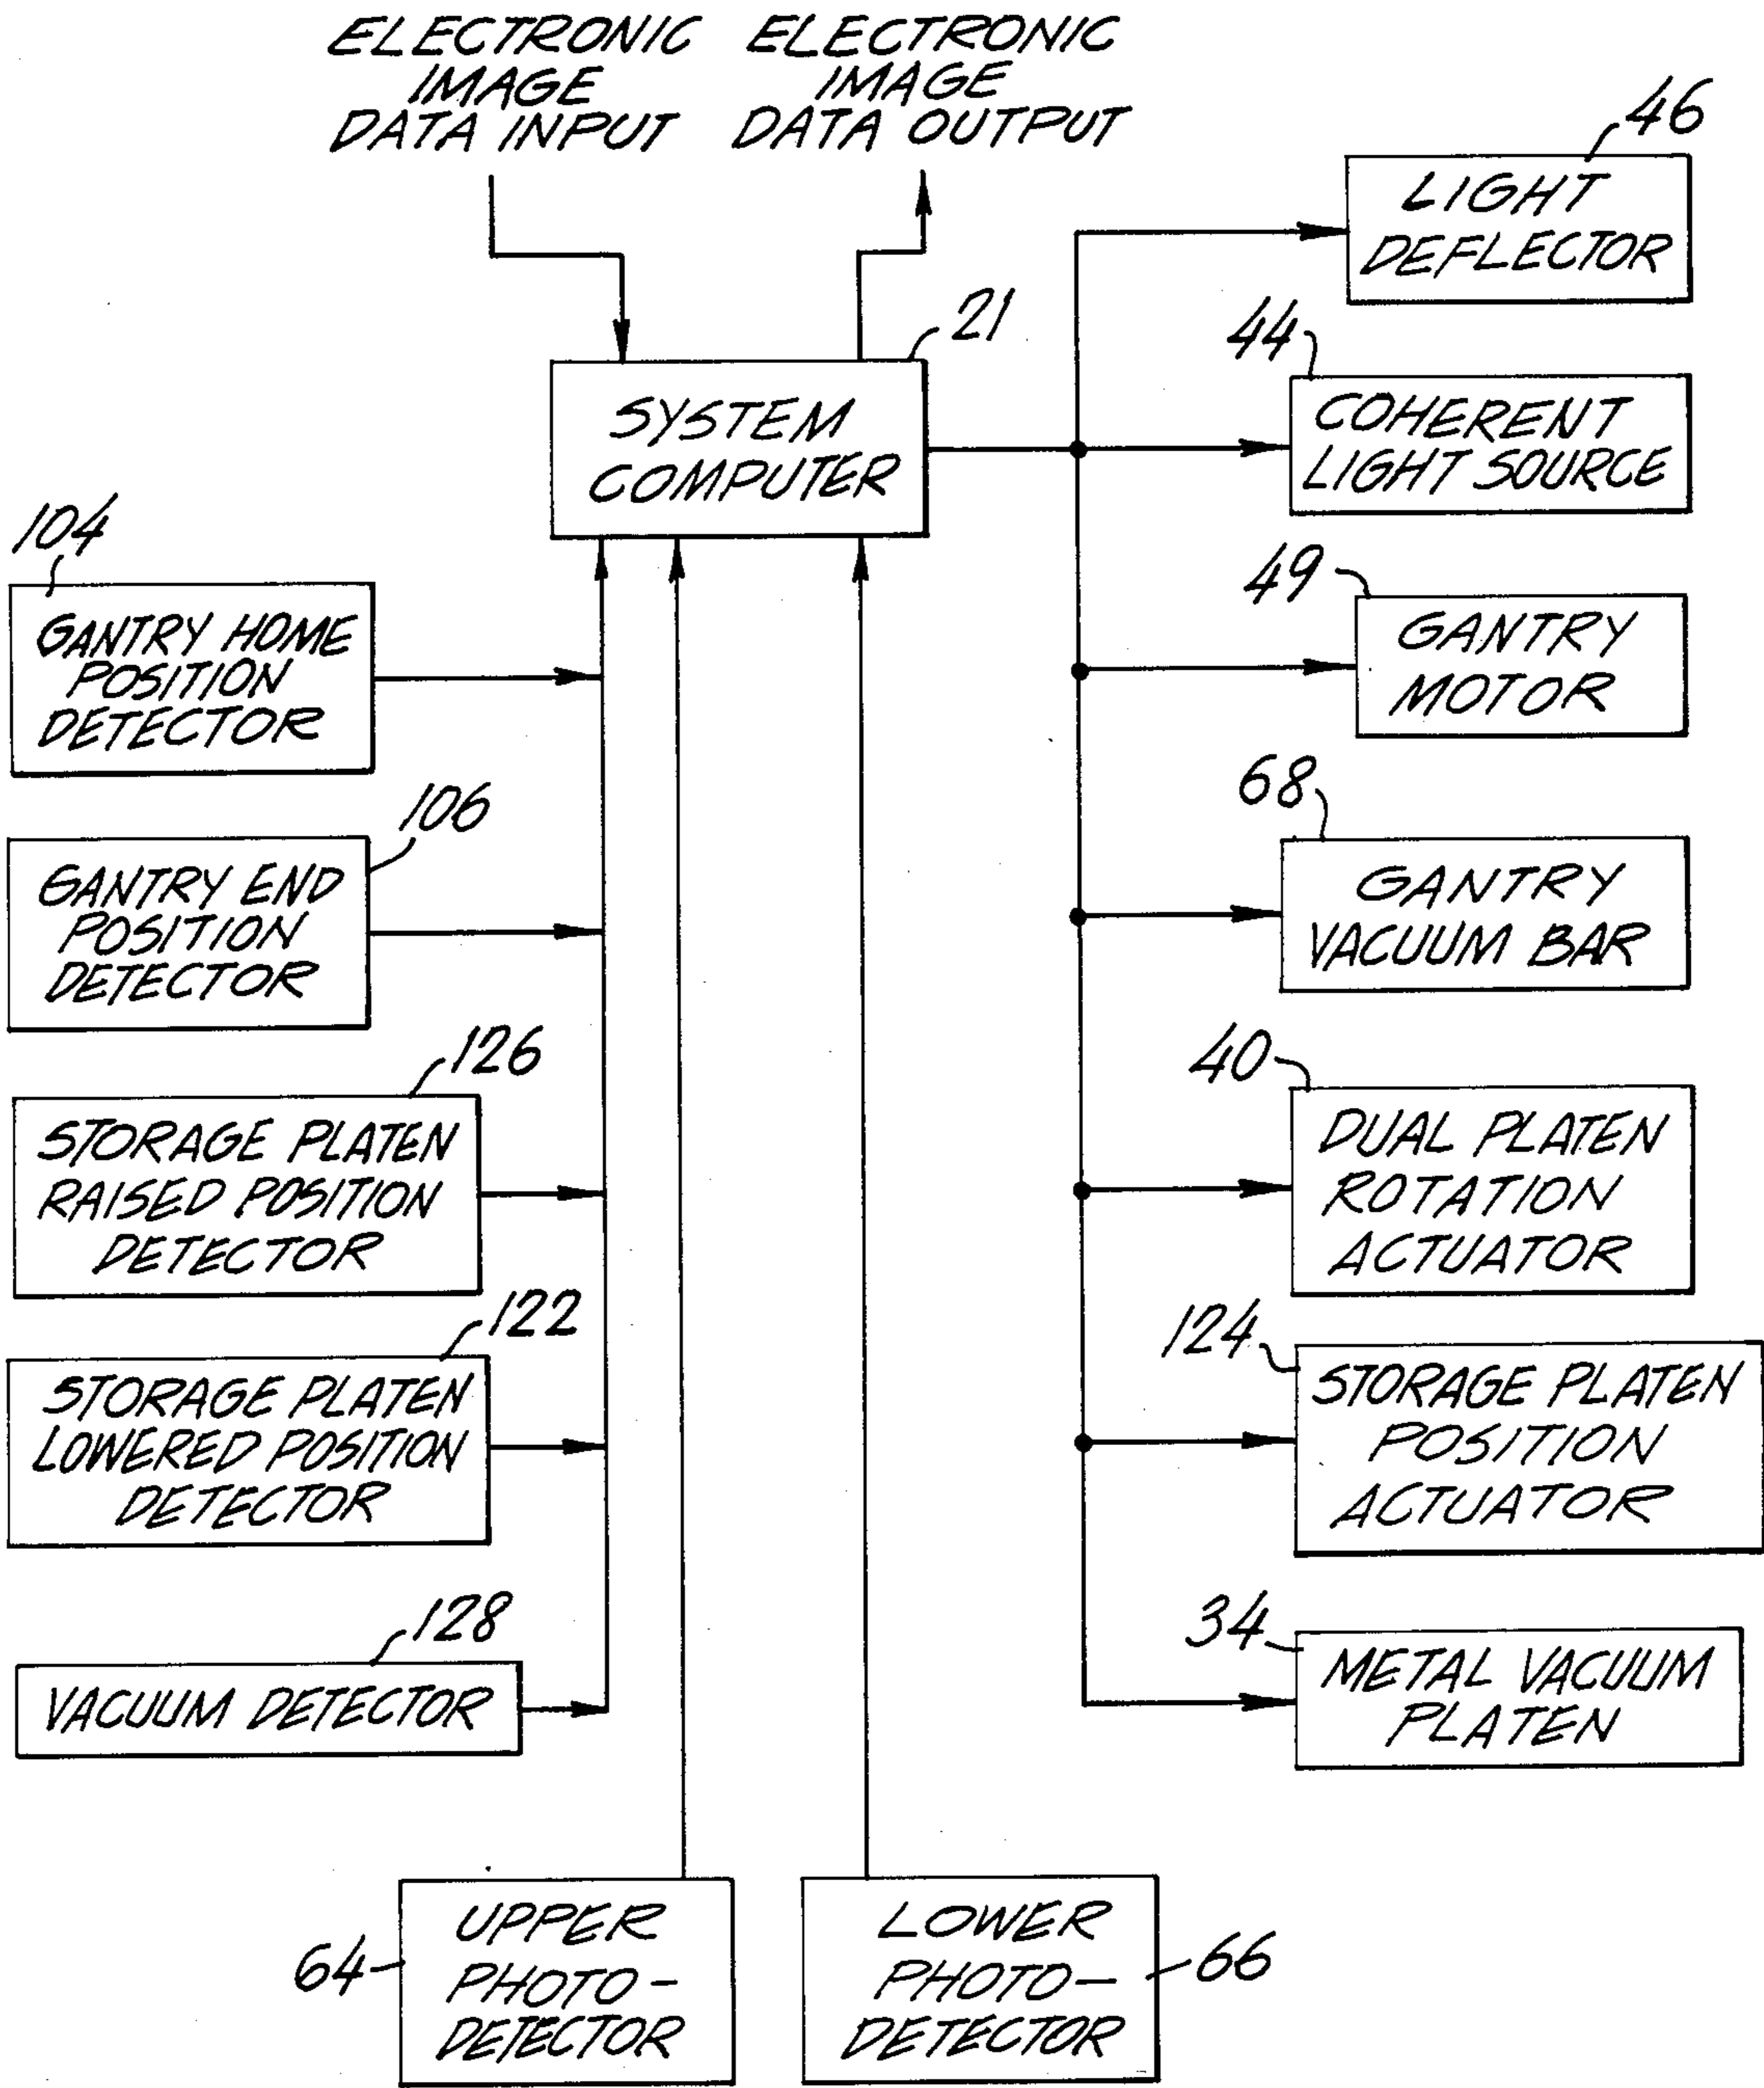 ELECTRONIC
IMAGE
DATA INPUT
ELECTRONIC
IMAGE
DATA OUTPUT
46
LIGHT
DEFLECTOR
21
SYSTEM
COMPUTER
44
COHERENT
LIGHT SOURCE
104
GANTRY HOME
POSITION
DETECTOR
49
GANTRY
MOTOR
106
GANTRY END
POSITION
DETECTOR
68
GANTRY
VACUUM BAR
126
STORAGE PLATEN
RAISED POSITION
DETECTOR
40
DUAL PLATEN
ROTATION
ACTUATOR
122
STORAGE PLATEN
LOWERED POSITION
DETECTOR
124
STORAGE PLATEN
POSITION
ACTUATOR
128
VACUUM DETECTOR
34
METAL VACUUM
PLATEN
64
UPPER
PHOTO-
DETECTOR
LOWER
PHOTO-
DETECTOR
66